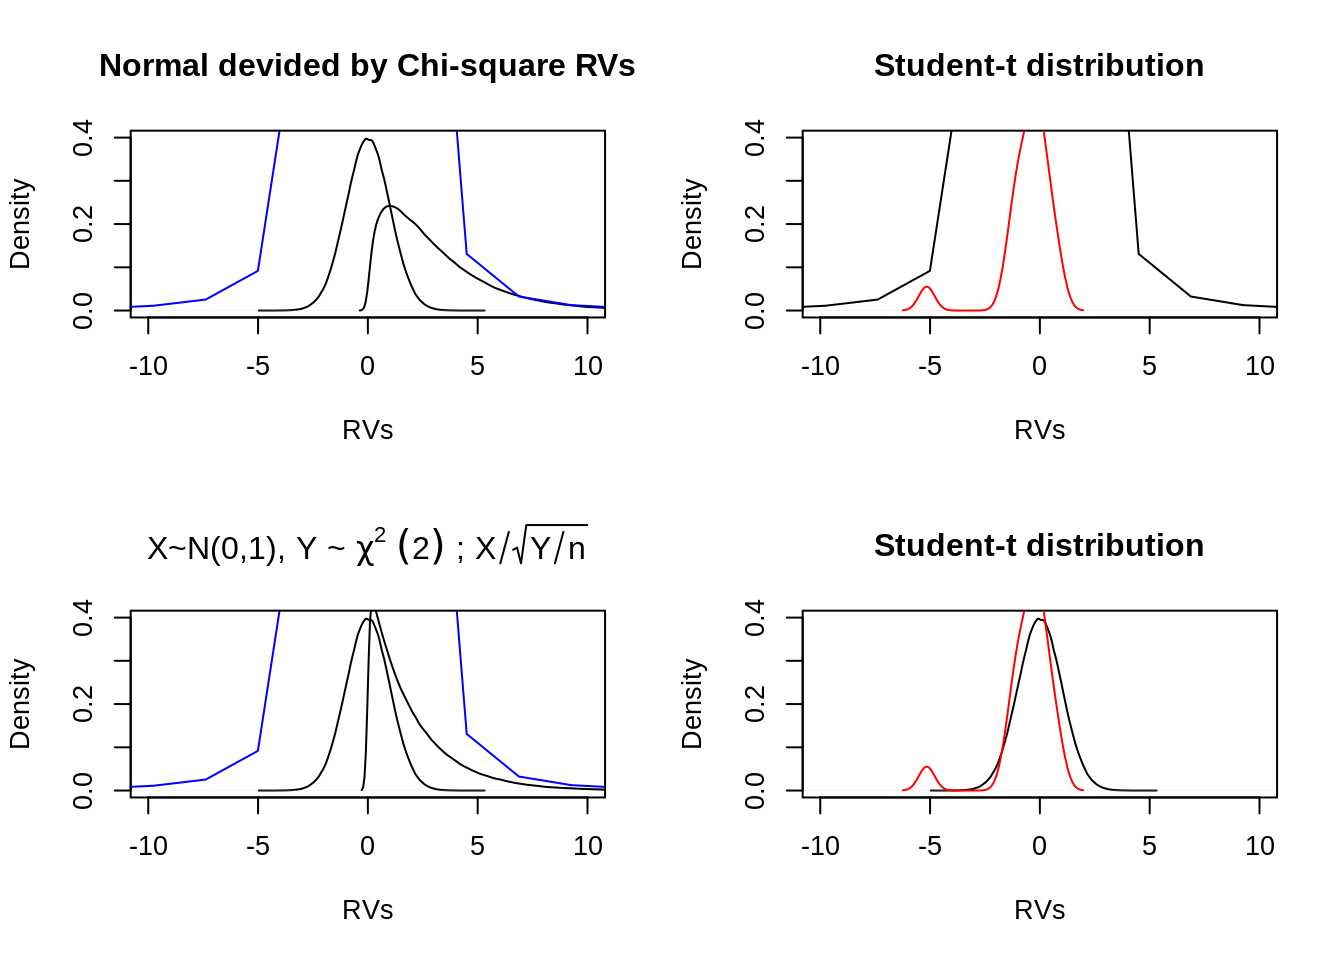 Normal devided by Chi-square RVs
Density
0.0 0.2 0.4
-10 -5 0 5 10
RVs
Student-t distribution
Density
0.0 0.2 0.4
-10 -5 0 5 10
RVs
X~N(0,1), Y ~ χ² (2) ; X/√Y/n
Density
0.0 0.2 0.4
-10 -5 0 5 10
RVs
Student-t distribution
Density
0.0 0.2 0.4
-10 -5 0 5 10
RVs